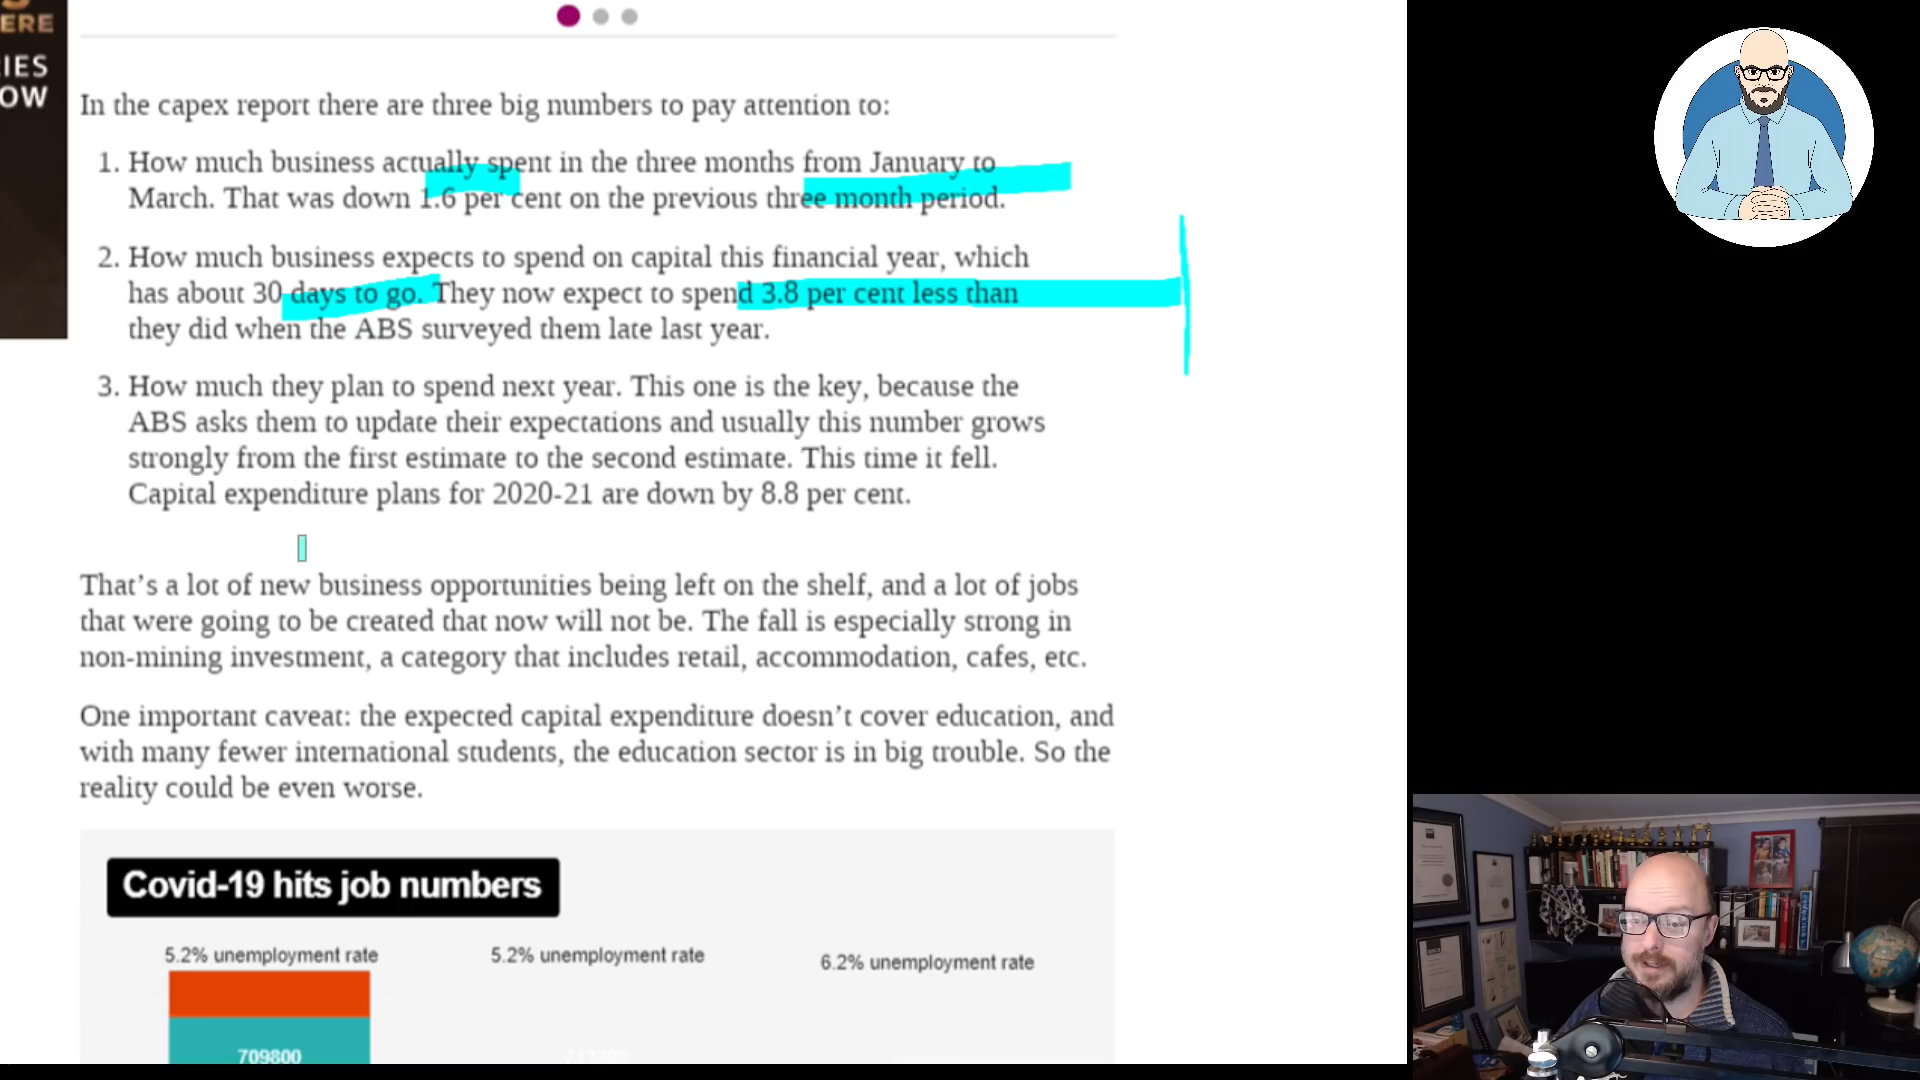 ERE
IES
OW
In the capex report there are three big numbers to pay attention to:
1. How much business actually spent in the three months from January to
March. That was down 1.6 per cent on the previous three month period.
2. How much business expects to spend on capital this financial year, which
has about 30 days to go. They now expect to spend 3.8 per cent less than
they did when the ABS surveyed them late last year.
3. How much they plan to spend next year. This one is the key, because the
ABS asks them to update their expectations and usually this number grows
strongly from the first estimate to the second estimate. This time it fell.
Capital expenditure plans for 2020-21 are down by 8.8 per cent.
That's a lot of new business opportunities being left on the shelf, and a lot of jobs
that were going to be created that now will not be. The fall is especially strong in
non-mining investment, a category that includes retail, accommodation, cafes, etc.
One important caveat: the expected capital expenditure doesn't cover education, and
with many fewer international students, the education sector is in big trouble. So the
reality could be even worse.
Covid-19 hits job numbers
5.2% unemployment rate
5.2% unemployment rate
6.2% unemployment rate
709800